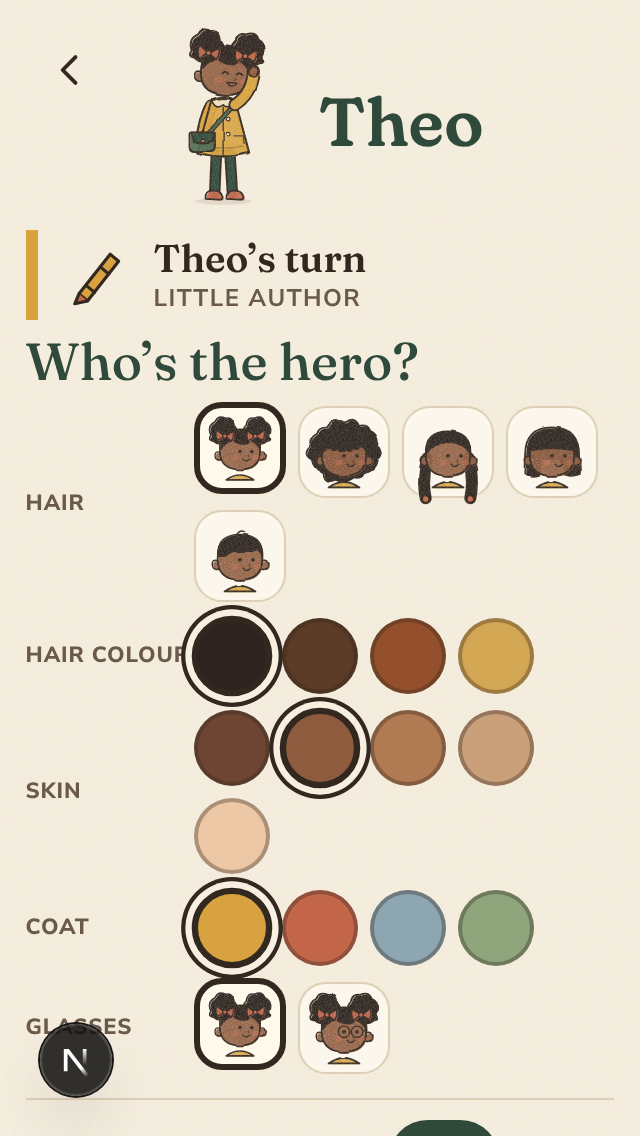 Theo
Theo’s turn
LITTLE AUTHOR
Who’s the hero?
HAIR
HAIR COLOUR
SKIN
COAT
GLASSES
N